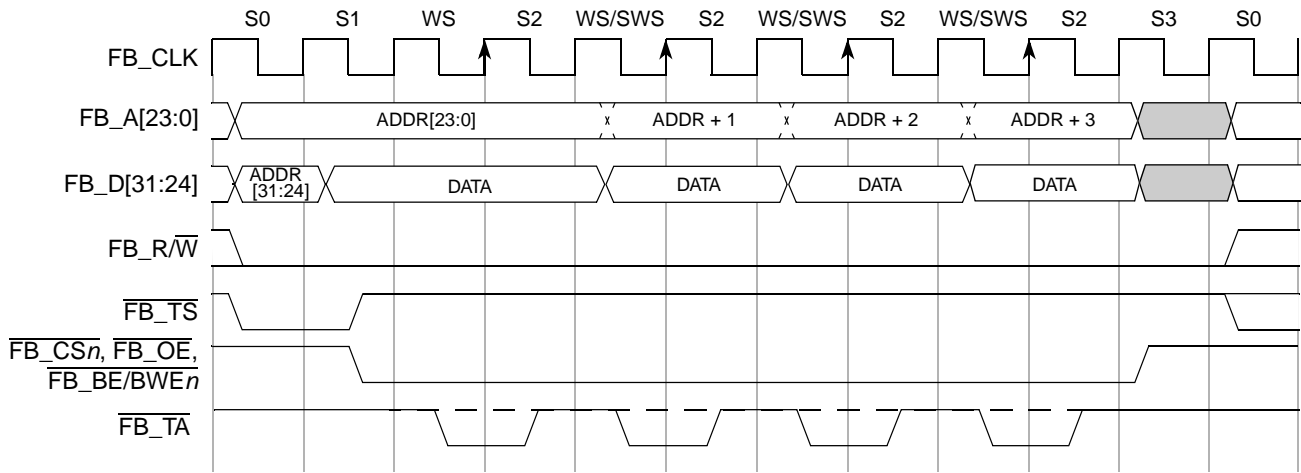 S0 S1 WS S2 WS/SWS S2 WS/SWS S2 WS/SWS S2 S3 S0
FB_CLK
FB_A[23:0] ADDR[23:0] ADDR + 1 ADDR + 2 ADDR + 3
FB_D[31:24] ADDR [31:24] DATA DATA DATA DATA
FB_R/W
FB_TS
FB_CSn, FB_OE,
FB_BE/BWEn
FB_TA